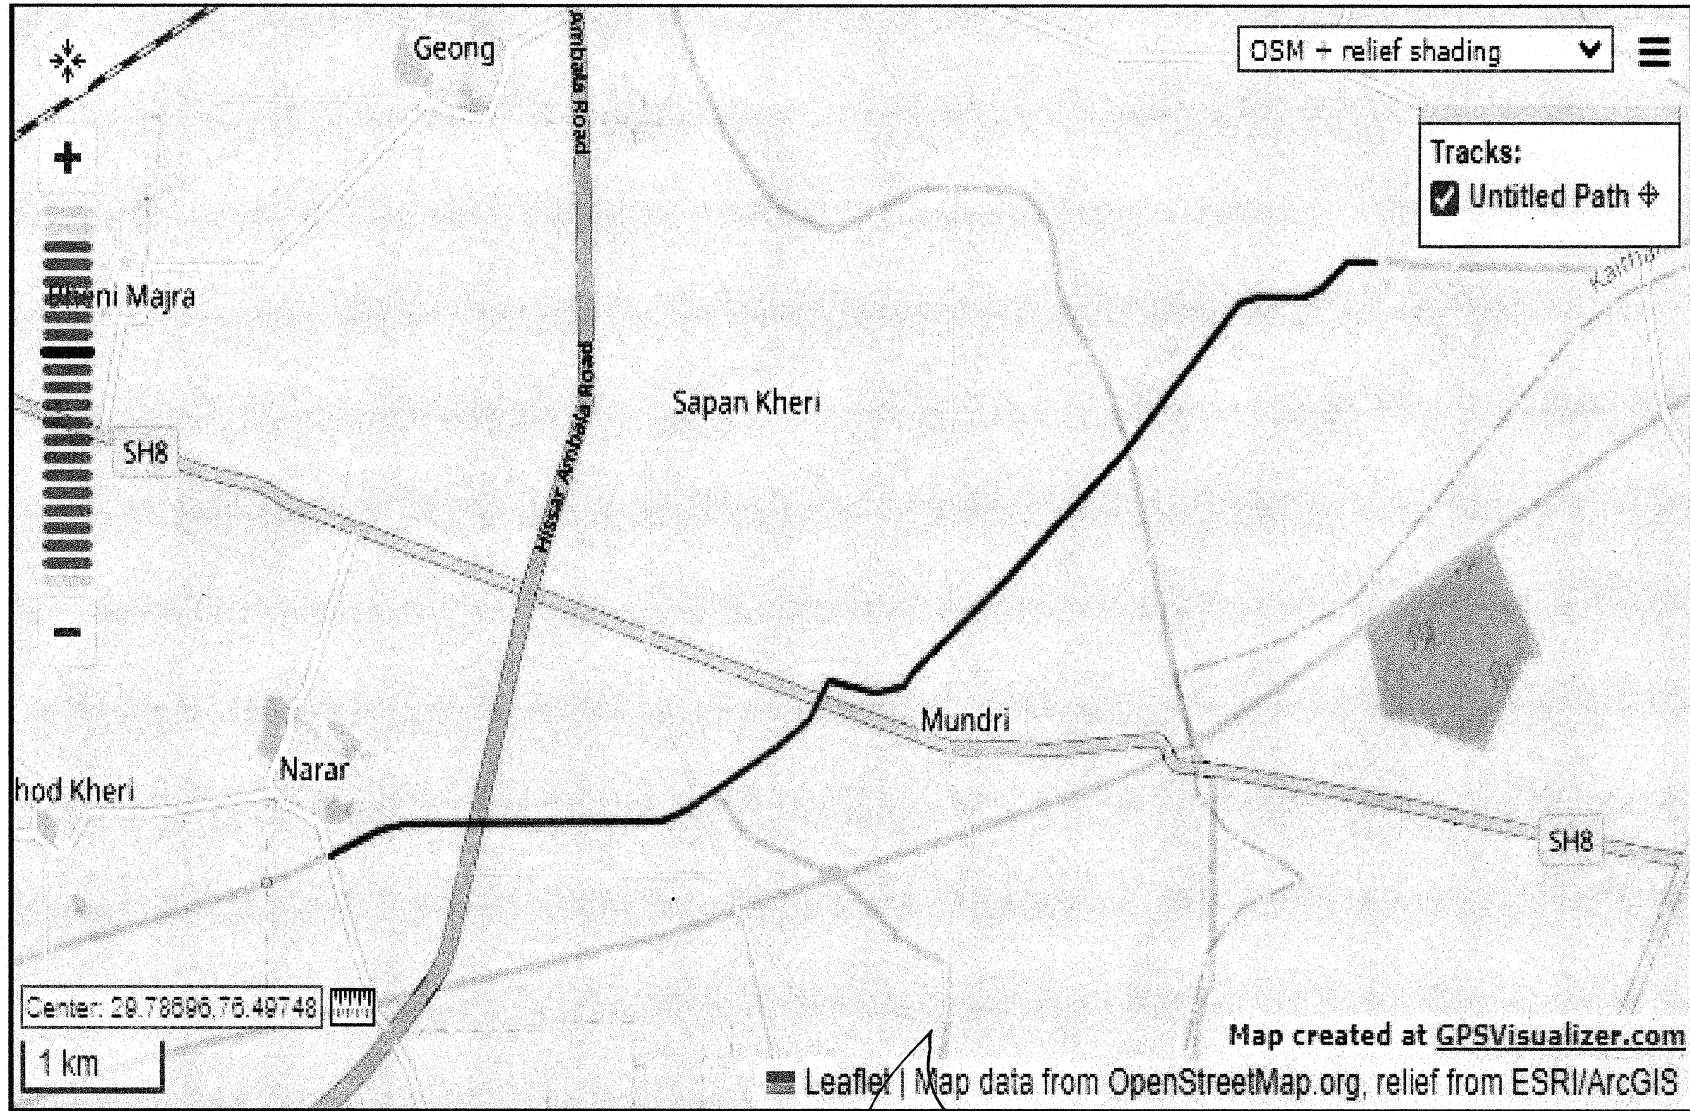 Geong
Ambala Road
OSM + relief shading
Tracks:
Untitled Path
Majra
Hissar Ambala Road
Sapan Kheri
SH8
Mundri
Narar
hod Kheri
SH8
Center: 29.78696,76.49748
1 km
Map created at GPSVisualizer.com
Leaflet | Map data from OpenStreetMap.org, relief from ESRI/ArcGIS